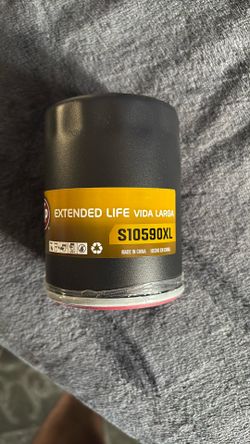 EXTENDED LIFE VIDA LARGA
S10590XL
MADE IN CHINA HECHO EN CHINA